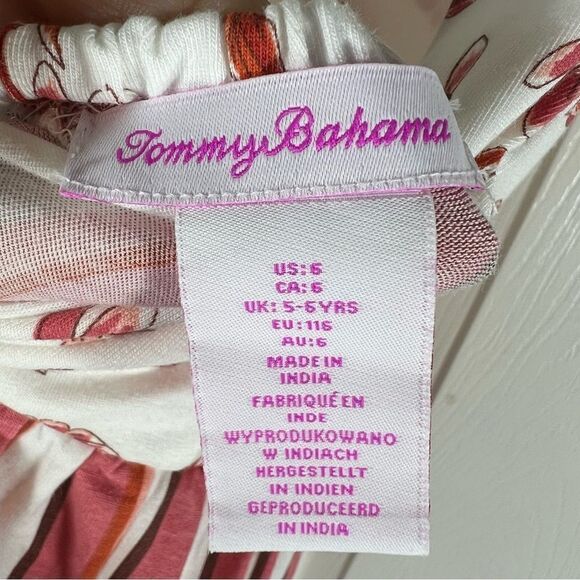 Tommy Bahama
US: 6
CA: 6
UK: 5-6YRS
EU: 116
AU: 6
MADE IN
INDIA
FABRIQUÉ EN
INDE
WYPRODUKOWANO
W INDIACH
HERGESTELLT
IN INDIEN
GEPRODUCEERD
IN INDIA